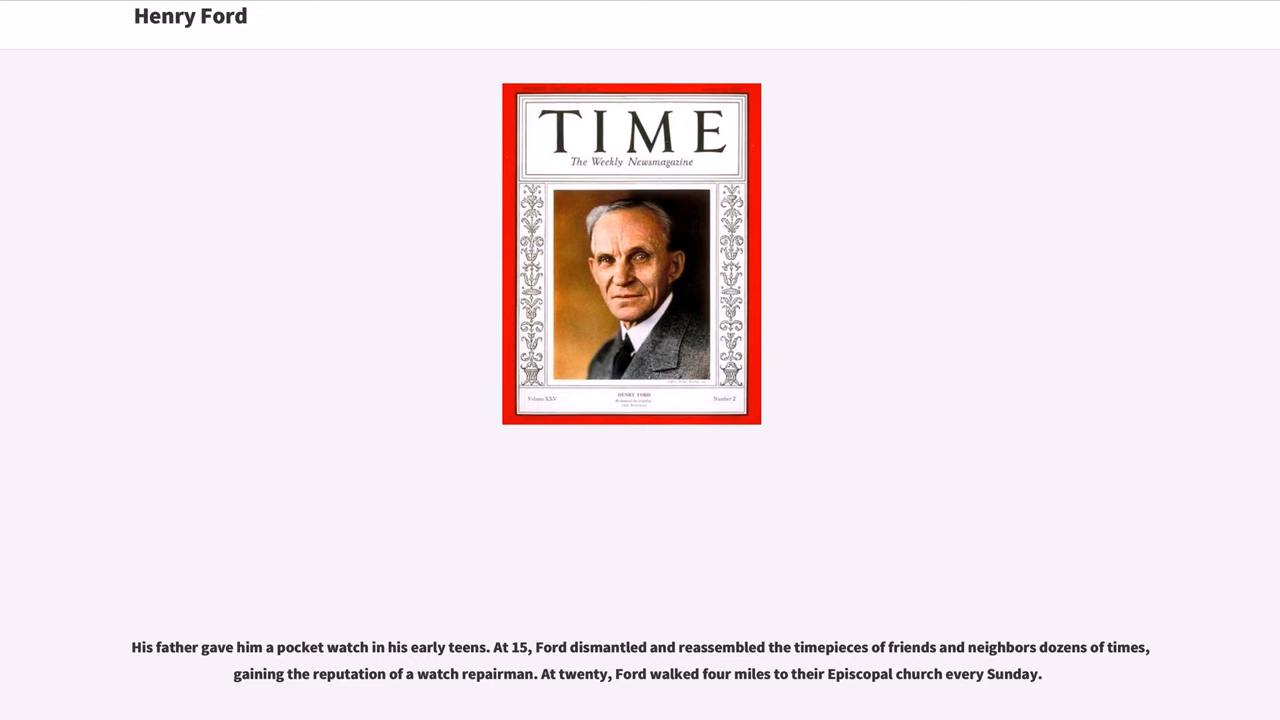 Henry Ford
TIME
The Weekly Newsmagazine
Volume XXV
HENRY FORD
Number 2
His father gave him a pocket watch in his early teens. At 15, Ford dismantled and reassembled the timepieces of friends and neighbors dozens of times,
gaining the reputation of a watch repairman. At twenty, Ford walked four miles to their Episcopal church every Sunday.